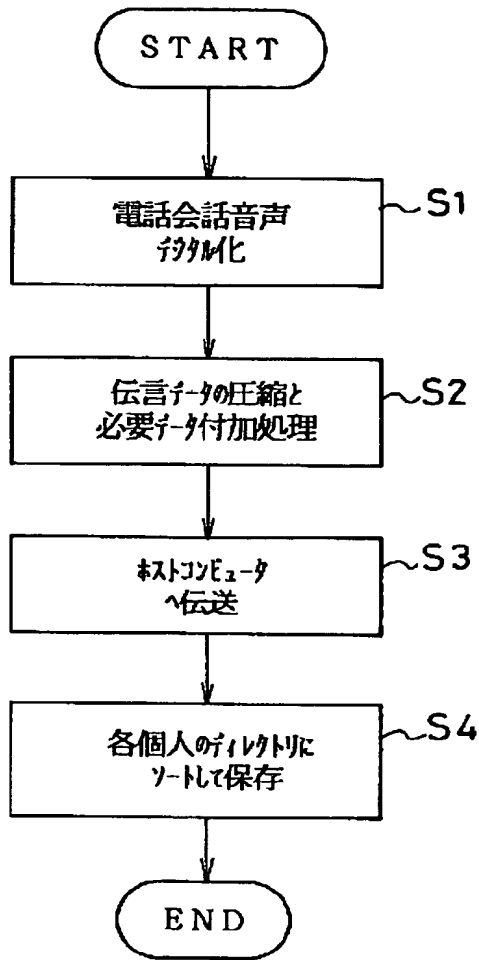 START
電話会話音声
デジタル化
S1
伝言データの圧縮と
必要データ付加処理
S2
ホストコンピュータ
へ伝送
S3
各個人のディレクトリに
ソートして保存
S4
END